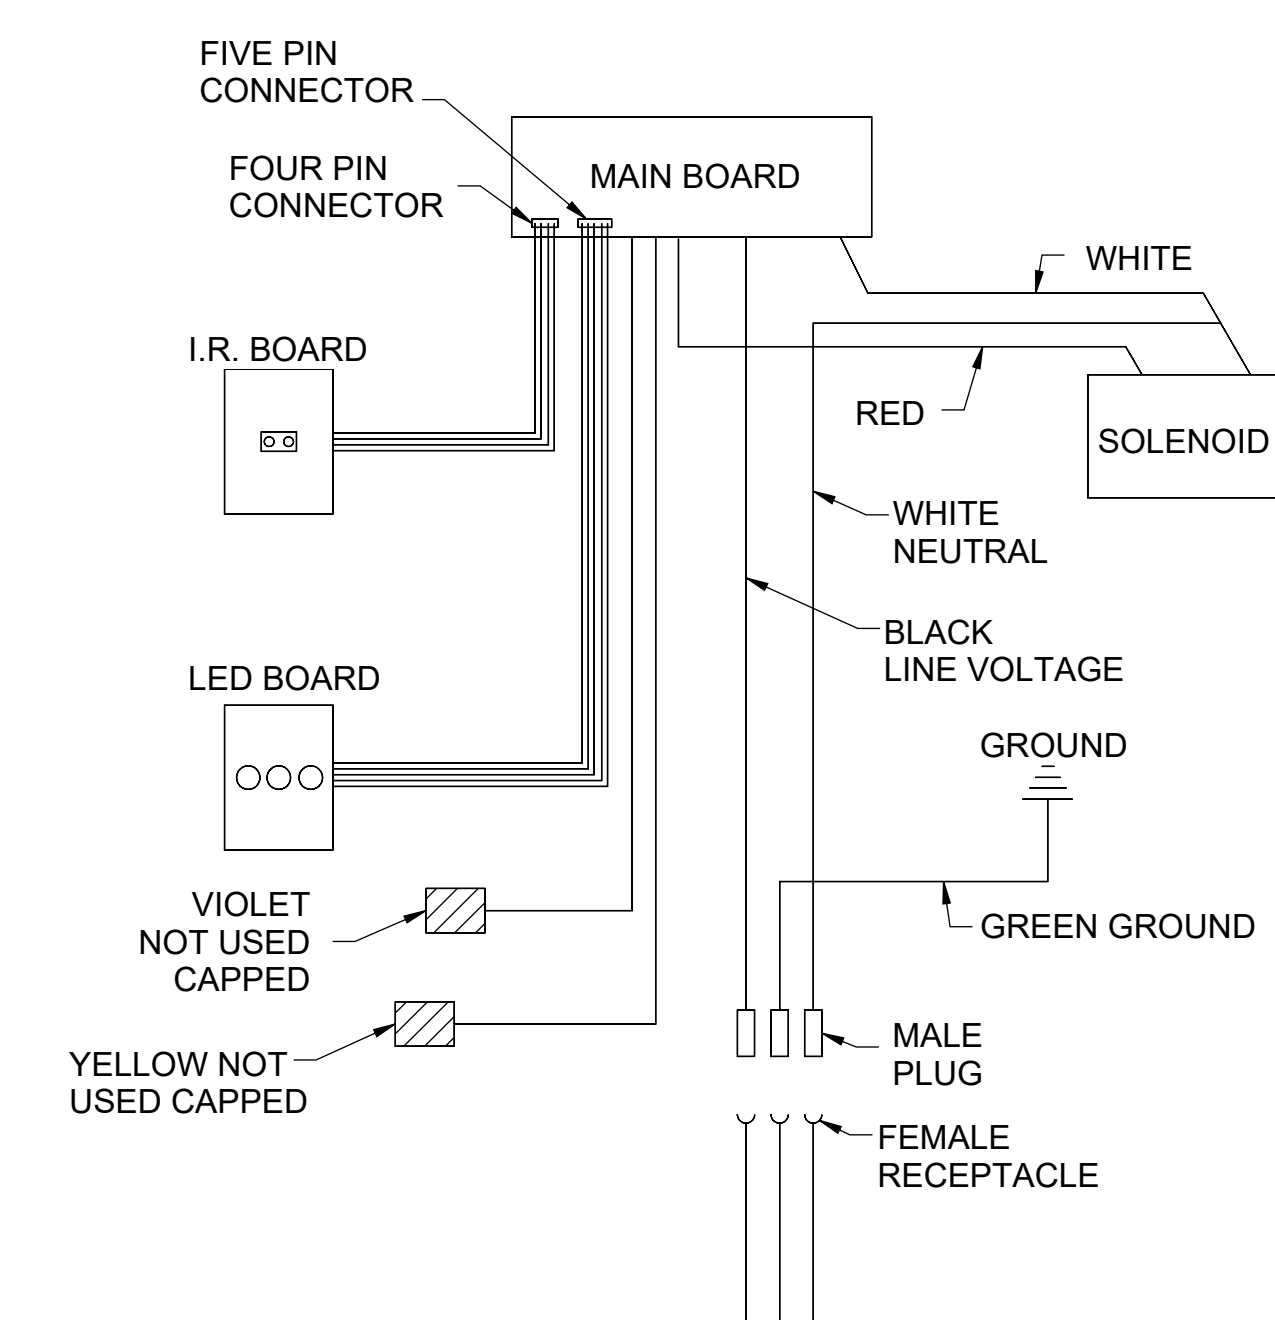 FIVE PIN
CONNECTOR
FOUR PIN
CONNECTOR
MAIN BOARD
WHITE
I.R. BOARD
RED
SOLENOID
WHITE
NEUTRAL
BLACK
LINE VOLTAGE
LED BOARD
GROUND
VIOLET
NOT USED
CAPPED
GREEN GROUND
YELLOW NOT
USED CAPPED
MALE
PLUG
FEMALE
RECEPTACLE